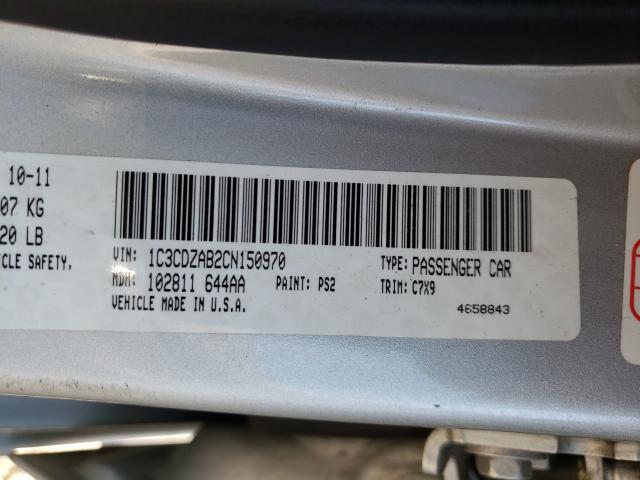 10-11
07 KG
20 LB
CLE SAFETY,
VIN: 1C3CDZAB2CN150970 TYPE: PASSENGER CAR
MDH: 102811 644AA PAINT: PS2 TRIM: C7X9
VEHICLE MADE IN U.S.A. 4658843